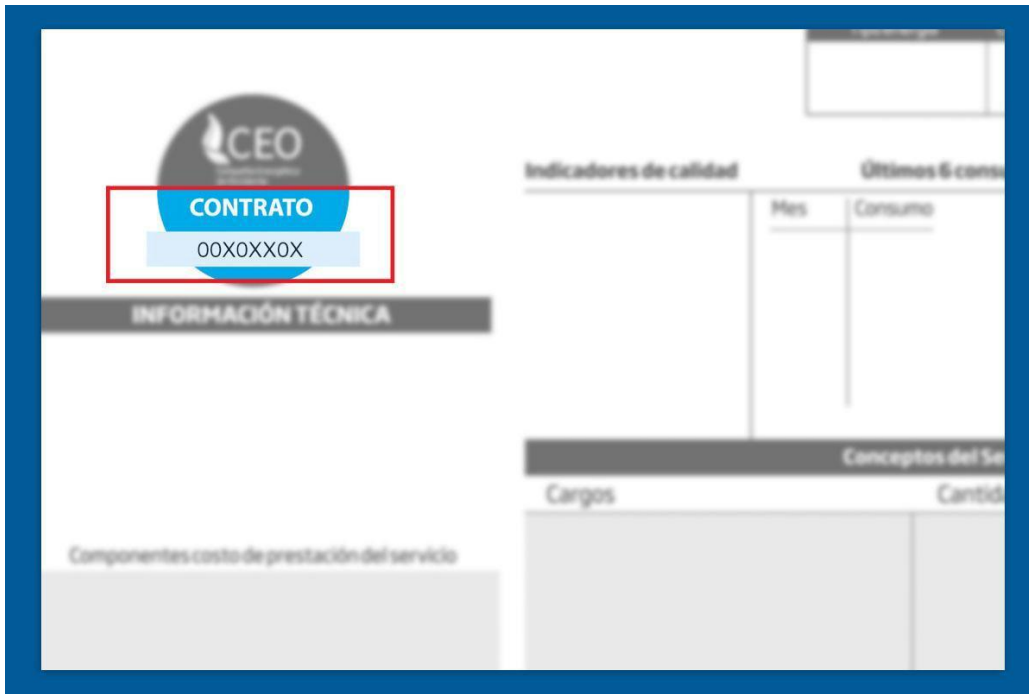 CEO
CONTRATO
00X0XX0X
INFORMACIÓN TÉCNICA
Componentes costo de prestación del servicio
Indicadores de calidad
Últimos 6 consu
Mes
Consumo
Conceptos del Se
Cargos
Cantida